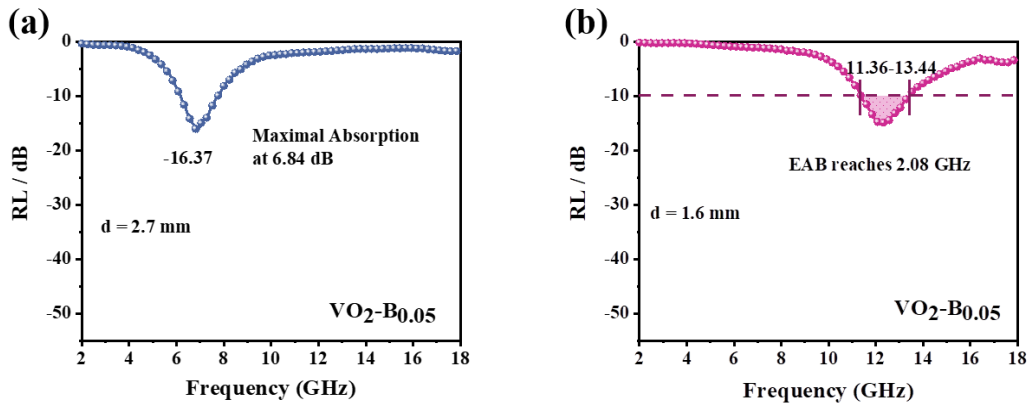 (a)
0
-10
-20
-30
-40
-50
RL / dB
-16.37
Maximal Absorption
at 6.84 dB
d = 2.7 mm
VO₂-B₀.₀₅
2 4 6 8 10 12 14 16 18
Frequency (GHz)
(b)
0
-10
-20
-30
-40
-50
RL / dB
11.36-13.44
EAB reaches 2.08 GHz
d = 1.6 mm
VO₂-B₀.₀₅
2 4 6 8 10 12 14 16 18
Frequency (GHz)